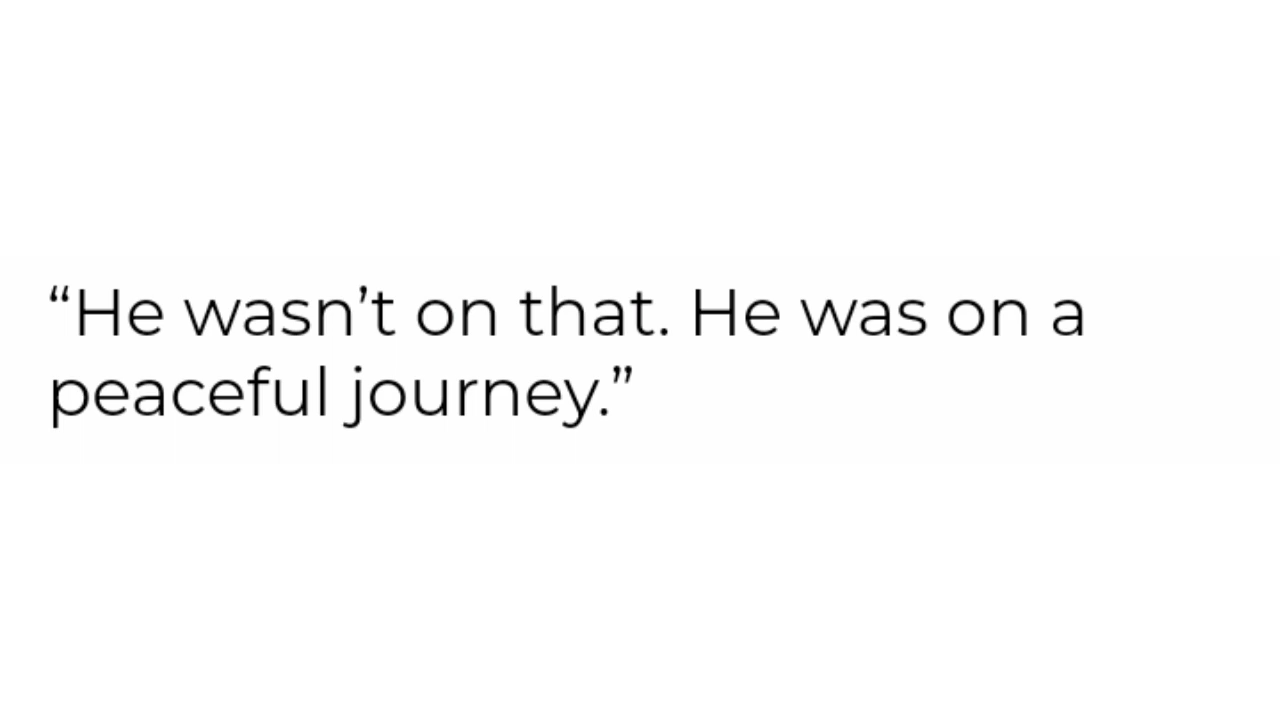 “He wasn’t on that. He was on a
peaceful journey.”